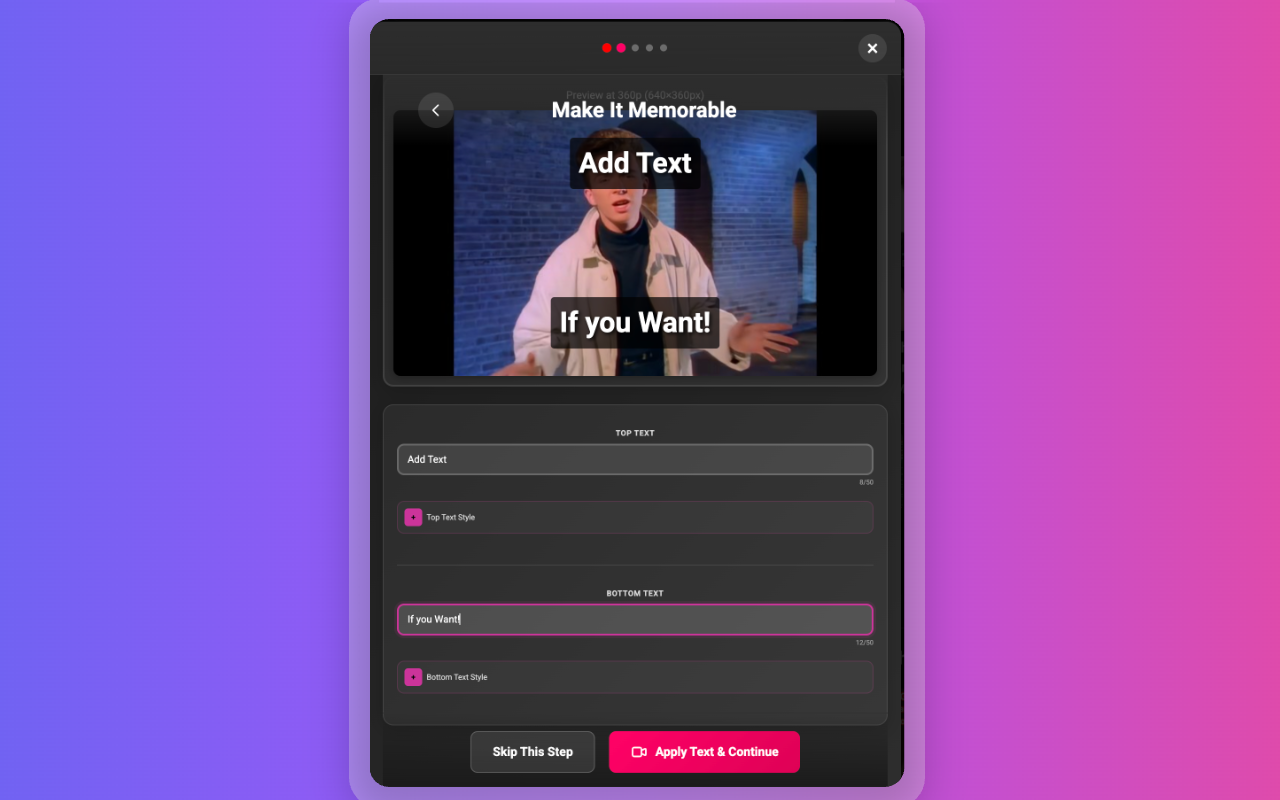 Preview at 360p (640×360px)
Make It Memorable
Add Text
If you Want!
TOP TEXT
Add Text
8/50
Top Text Style
BOTTOM TEXT
If you Want!
12/50
Bottom Text Style
Skip This Step
Apply Text & Continue